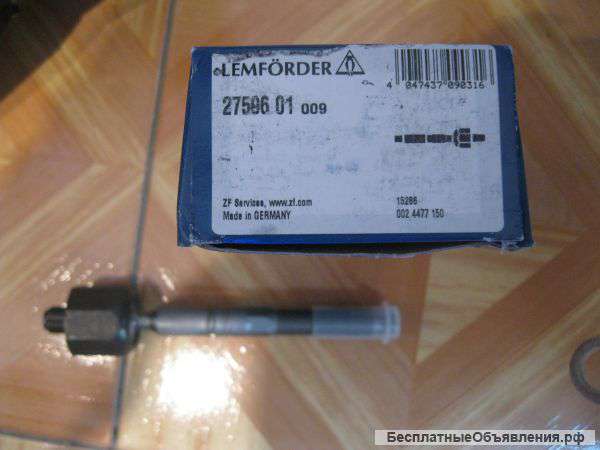 LEMFÖRDER
4 047437 090316
27596 01 009
ZF Services, www.zf.com
Made in GERMANY
15286
002 4477 150
БесплатныеОбъявления.рф